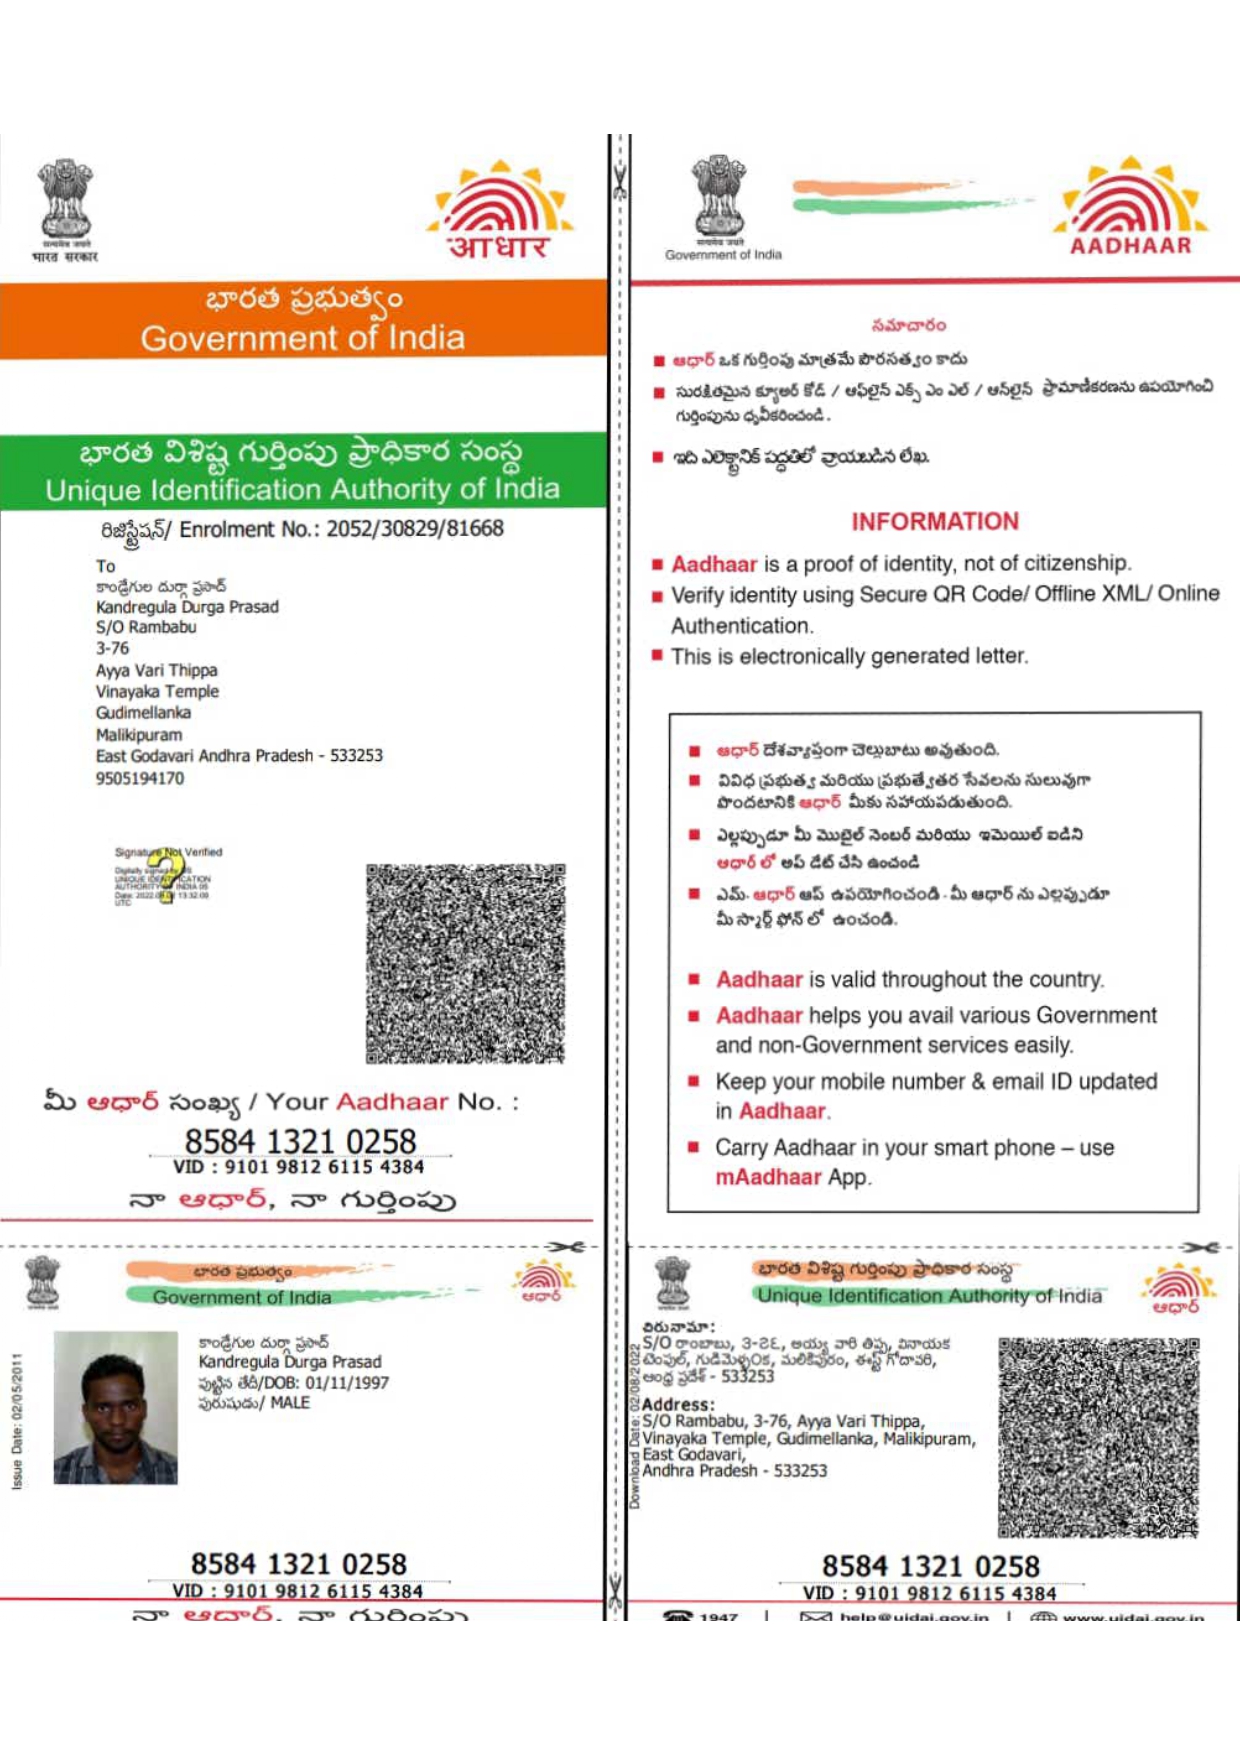 सत्यमेव जयते
भारत सरकार
आधार
భారత ప్రభుత్వం
Government of India
భారత విశిష్ట గుర్తింపు ప్రాధికార సంస్థ
Unique Identification Authority of India
రిజిస్ట్రేషన్/ Enrolment No.: 2052/30829/81668
To
కాండ్రేగుల దుర్గా ప్రసాద్
Kandregula Durga Prasad
S/O Rambabu
3-76
Ayya Vari Thippa
Vinayaka Temple
Gudimellanka
Malikipuram
East Godavari Andhra Pradesh - 533253
9505194170
Signature Not Verified
Digitally signed by
UNIQUE IDENTIFICATION
AUTHORITY INDIA 05
UTC
మీ ఆధార్ సంఖ్య / Your Aadhaar No. :
8584 1321 0258
VID : 9101 9812 6115 4384
నా ఆధార్, నా గుర్తింపు
భారత ప్రభుత్వం
Government of India
ఆధార్
Issue Date: 02/05/2011
కాండ్రేగుల దుర్గా ప్రసాద్
Kandregula Durga Prasad
పుట్టిన తేదీ/DOB: 01/11/1997
పురుషుడు/ MALE
8584 1321 0258
VID : 9101 9812 6115 4384
నా ఆధార్, నా గుర్తింపు
सत्यमेव जयते
Government of India
AADHAAR
సమాచారం
ఆధార్ ఒక గుర్తింపు మాత్రమే పౌరసత్వం కాదు
సురక్షితమైన క్యూఆర్ కోడ్ / ఆఫ్‌లైన్ ఎక్స్ ఎం ఎల్ / ఆన్‌లైన్ ప్రామాణీకరణను ఉపయోగించి
గుర్తింపును ధృవీకరించండి.
ఇది ఎలెక్ట్రానిక్ పద్ధతిలో వ్రాయబడిన లేఖ.
INFORMATION
Aadhaar is a proof of identity, not of citizenship.
Verify identity using Secure QR Code/ Offline XML/ Online
Authentication.
This is electronically generated letter.
ఆధార్ దేశవ్యాప్తంగా చెల్లుబాటు అవుతుంది.
వివిధ ప్రభుత్వ మరియు ప్రభుత్వేతర సేవలను సులువుగా
పొందటానికి ఆధార్ మీకు సహాయపడుతుంది.
ఎల్లప్పుడూ మీ మొబైల్ నెంబర్ మరియు ఇమెయిల్ ఐడిని
ఆధార్ లో అప్ డేట్ చేసి ఉంచండి
ఎమ్- ఆధార్ ఆప్ ఉపయోగించండి - మీ ఆధార్ ను ఎల్లప్పుడూ
మీ స్మార్ట్ ఫోన్ లో ఉంచండి.
Aadhaar is valid throughout the country.
Aadhaar helps you avail various Government
and non-Government services easily.
Keep your mobile number & email ID updated
in Aadhaar.
Carry Aadhaar in your smart phone – use
mAadhaar App.
భారత విశిష్ట గుర్తింపు ప్రాధికార సంస్థ
Unique Identification Authority of India
ఆధార్
Download Date: 02/08/2022
చిరునామా:
S/O రాంబాబు, ౩-౭౬, అయ్య వారి తిప్ప, వినాయక
టెంపుల్, గుడిమెళ్ళంక, మలికిపురం, ఈస్ట్ గోదావరి,
ఆంధ్ర ప్రదేశ్ - 533253
Address:
S/O Rambabu, 3-76, Ayya Vari Thippa,
Vinayaka Temple, Gudimellanka, Malikipuram,
East Godavari,
Andhra Pradesh - 533253
8584 1321 0258
VID : 9101 9812 6115 4384
1947 | help@uidai.gov.in | www.uidai.gov.in